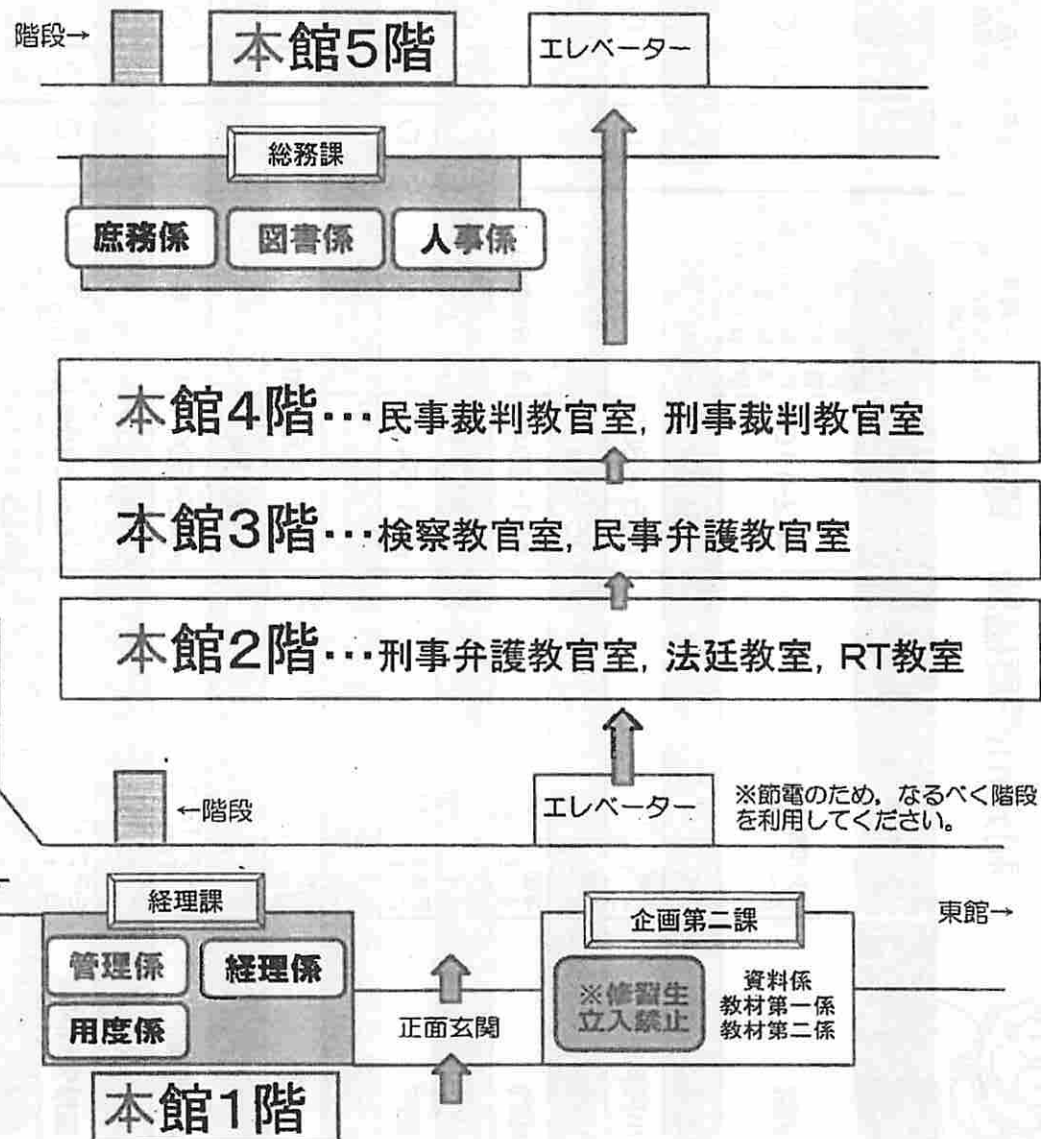 階段→
本館5階
エレベーター
総務課
庶務係
図書係
人事係
本館4階…民事裁判教官室, 刑事裁判教官室
本館3階…検察教官室, 民事弁護教官室
本館2階…刑事弁護教官室, 法廷教室, RT教室
←階段
エレベーター
※節電のため，なるべく階段
を利用してください。
経理課
企画第二課
東館→
管理係
経理係
用度係
正面玄関
※修習生
立入禁止
資料係
教材第一係
教材第二係
本館1階